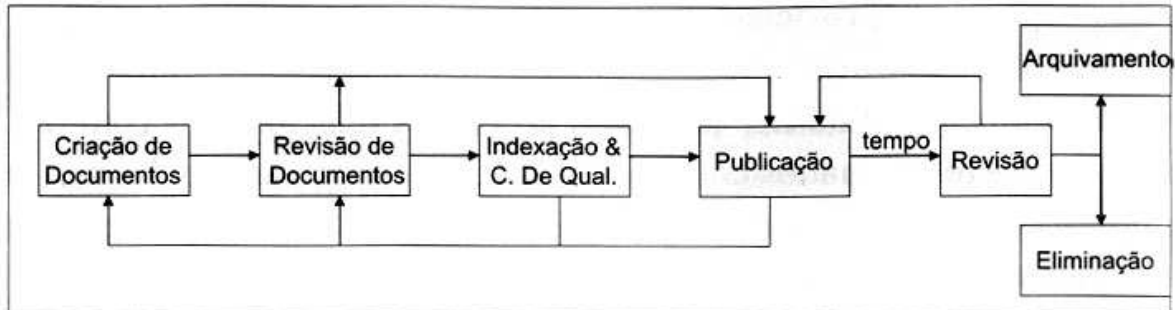 Criação de
Documentos
Revisão de
Documentos
Indexação &
C. De Qual.
Publicação
tempo
Revisão
Arquivamento
Eliminação